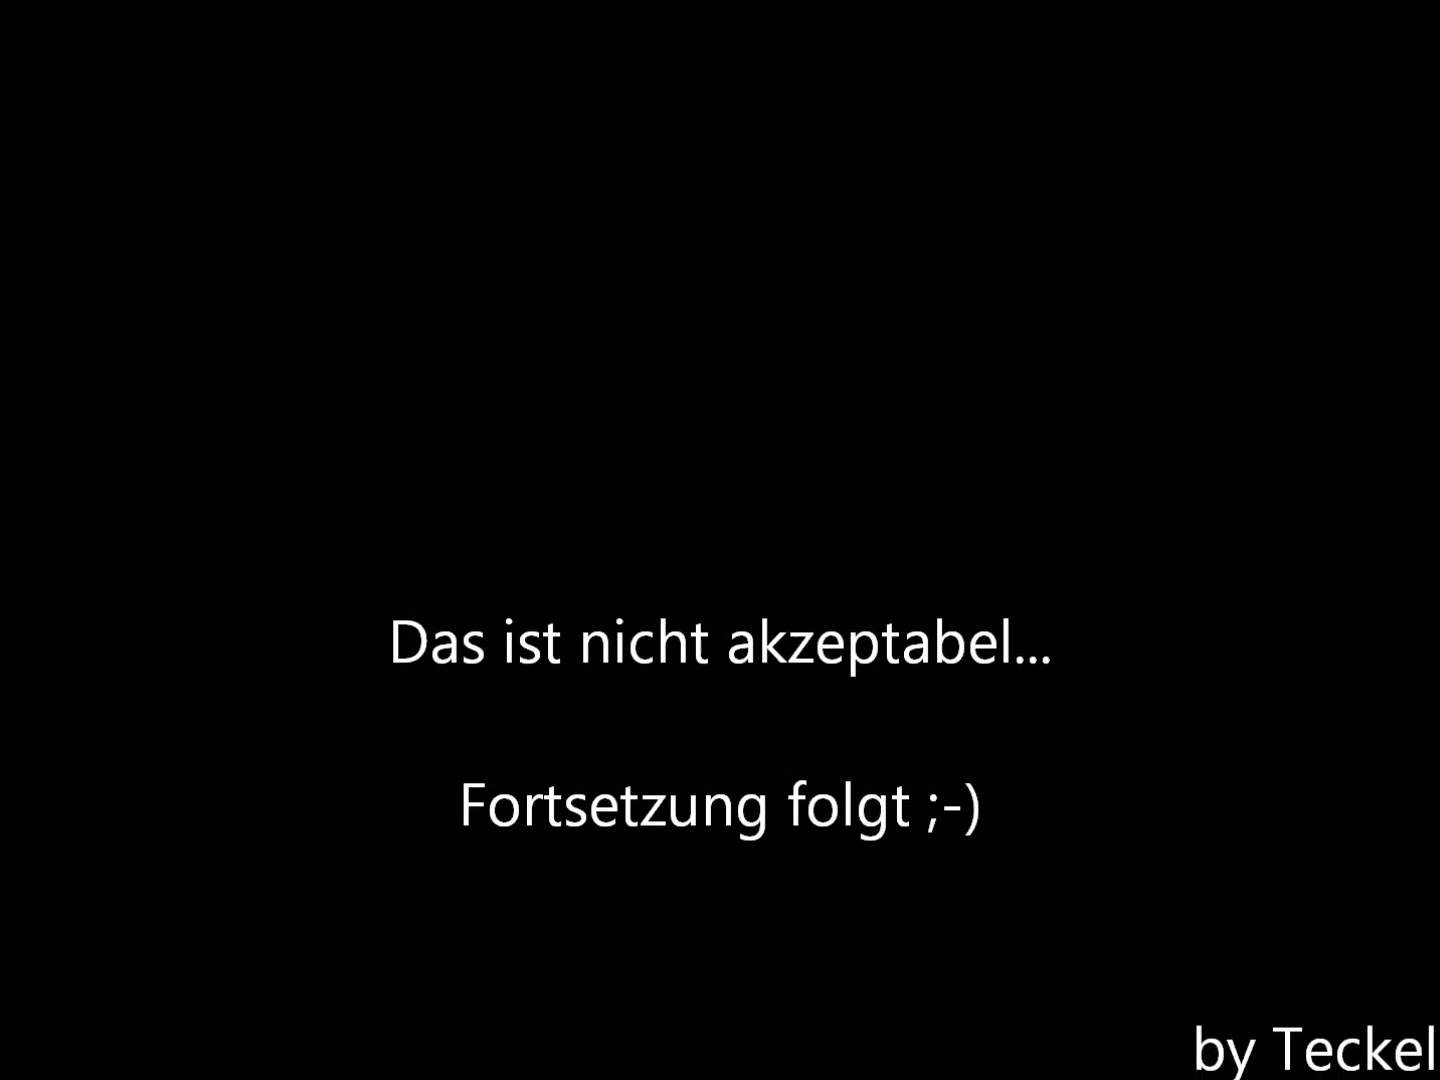 Das ist nicht akzeptabel...
Fortsetzung folgt ;-)
by Teckel